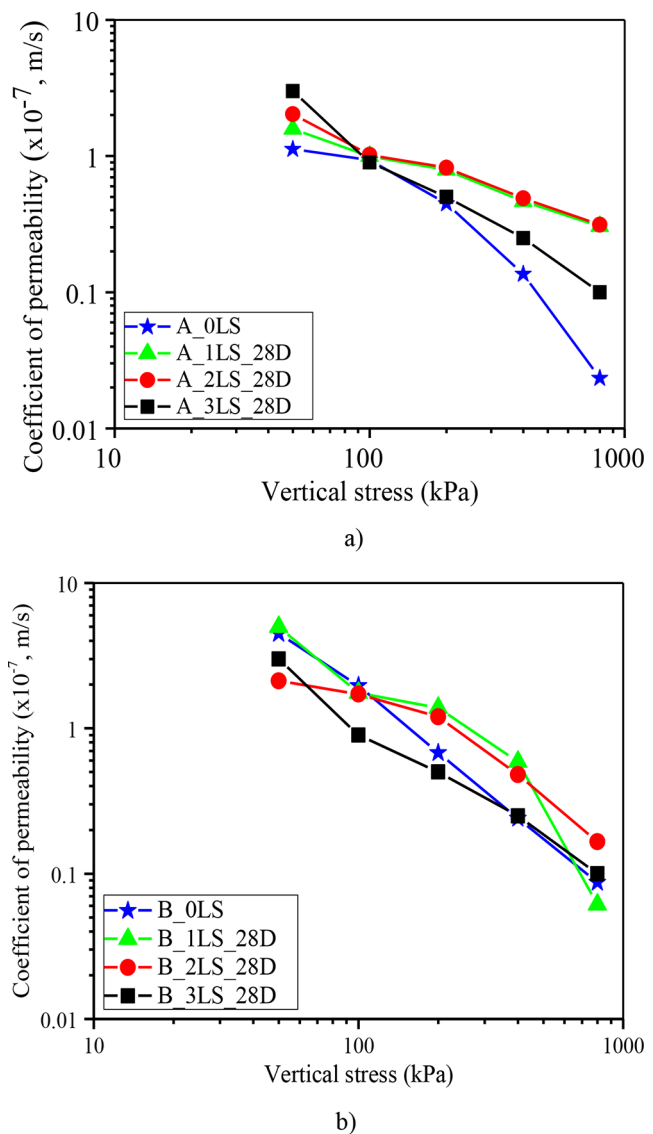 10
1
0.1
0.01
Coefficient of permeability (x10-7, m/s)
A_0LS
A_1LS_28D
A_2LS_28D
A_3LS_28D
10
100
1000
Vertical stress (kPa)
a)
10
1
0.1
0.01
Coefficient of permeability (x10-7, m/s)
B_0LS
B_1LS_28D
B_2LS_28D
B_3LS_28D
10
100
1000
Vertical stress (kPa)
b)